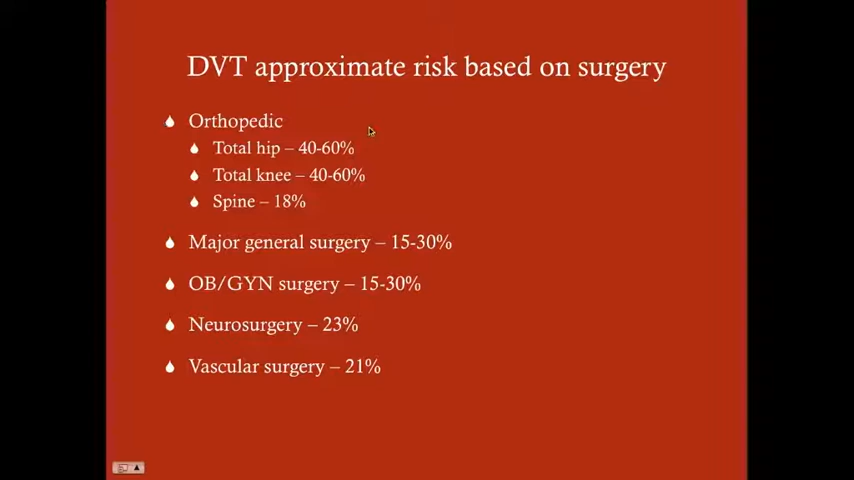 DVT approximate risk based on surgery
Orthopedic
Total hip – 40-60%
Total knee – 40-60%
Spine – 18%
Major general surgery – 15-30%
OB/GYN surgery – 15-30%
Neurosurgery – 23%
Vascular surgery – 21%